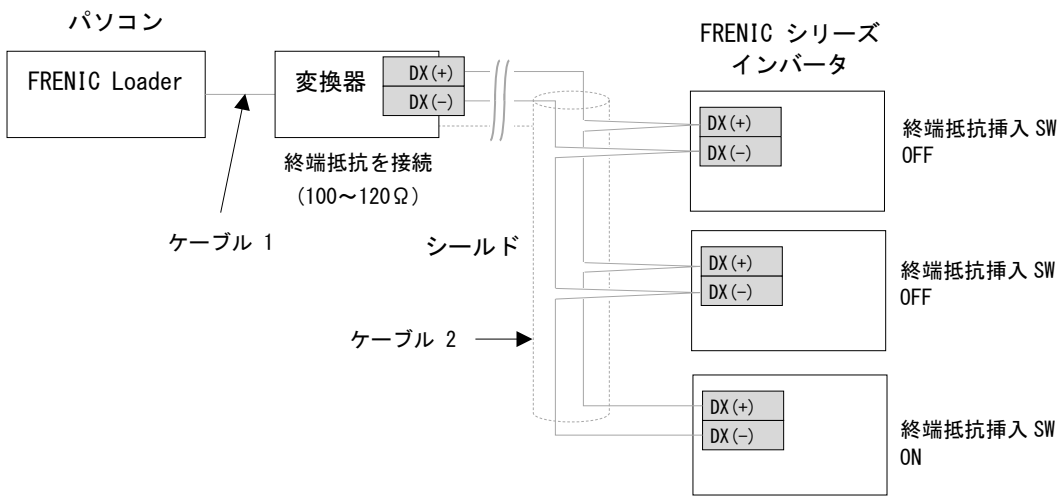 パソコン
FRENIC Loader
変換器
DX(+)
DX(−)
終端抵抗を接続
(100～120Ω)
ケーブル 1
シールド
ケーブル 2
FRENIC シリーズ
インバータ
DX(+)
DX(−)
終端抵抗挿入 SW
OFF
DX(+)
DX(−)
終端抵抗挿入 SW
OFF
DX(+)
DX(−)
終端抵抗挿入 SW
ON